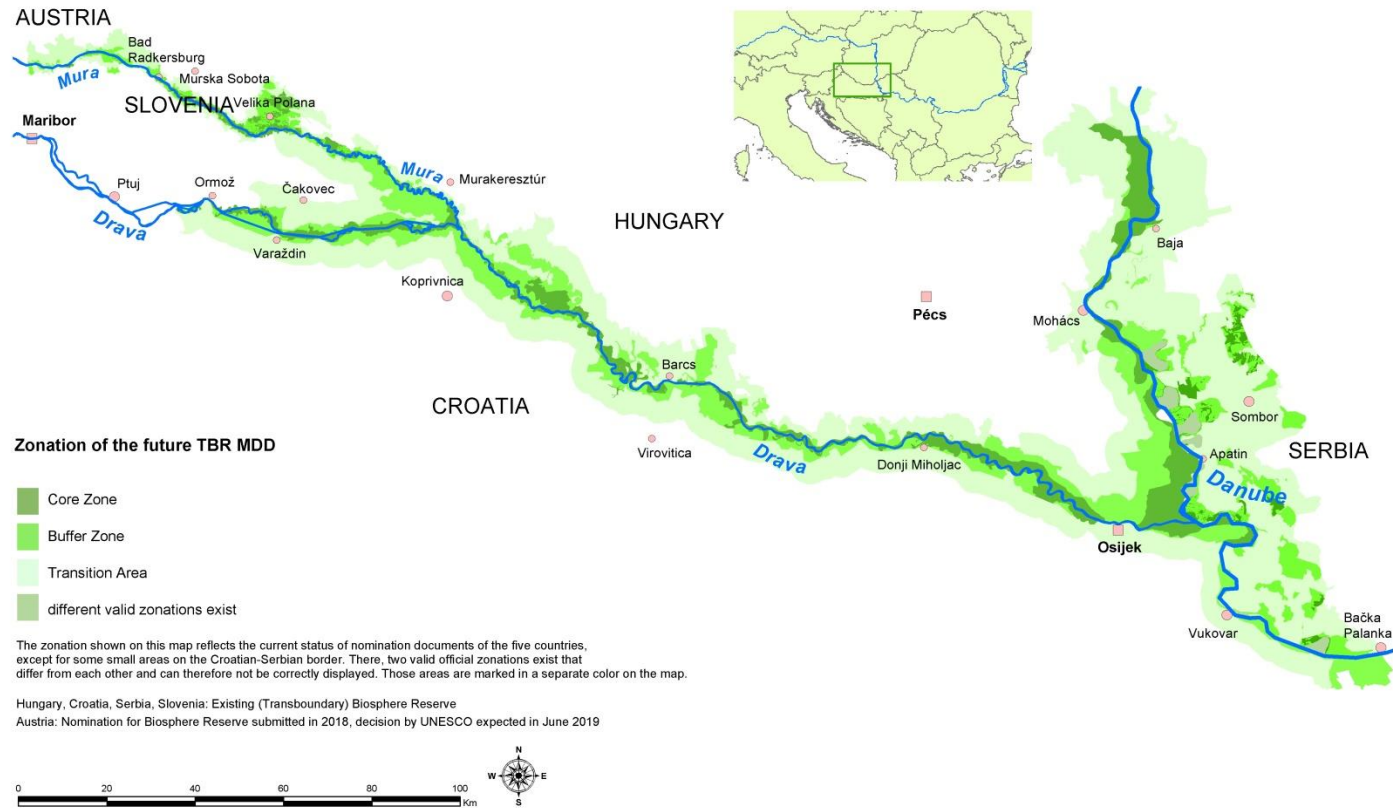 AUSTRIA
Bad
Radkersburg
Mura
Murska Sobota
SLOVENIA
Velika Polana
Maribor
Mura
Murakeresztúr
Ptuj
Ormož
Čakovec
Drava
HUNGARY
Varaždin
Baja
Koprivnica
Pécs
Mohács
Barcs
CROATIA
Sombor
Zonation of the future TBR MDD
Virovitica
Drava
Donji Miholjac
Apatin
SERBIA
Danube
Core Zone
Buffer Zone
Osijek
Transition Area
different valid zonations exist
Vukovar
Bačka
Palanka
The zonation shown on this map reflects the current status of nomination documents of the five countries,
except for some small areas on the Croatian-Serbian border. There, two valid official zonations exist that
differ from each other and can therefore not be correctly displayed. Those areas are marked in a separate color on the map.
Hungary, Croatia, Serbia, Slovenia: Existing (Transboundary) Biosphere Reserve
Austria: Nomination for Biosphere Reserve submitted in 2018, decision by UNESCO expected in June 2019
N
W E
S
0 20 40 60 80 100
Km